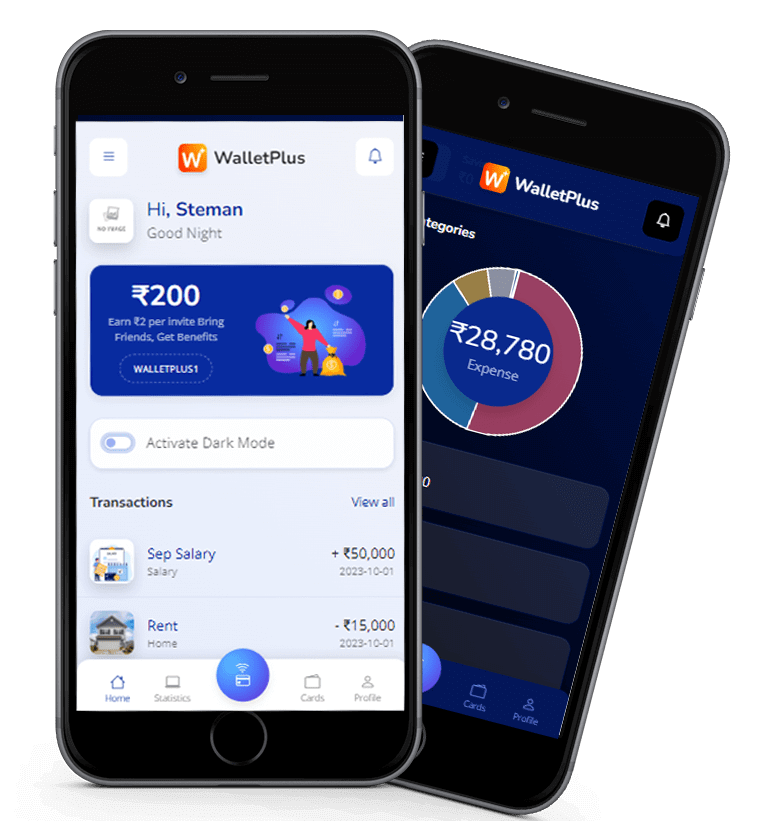 W WalletPlus
Hi, Steman
Good Night
NO IMAGE
₹200
Earn ₹2 per invite Bring
Friends, Get Benefits
WALLETPLUS1
Activate Dark Mode
Transactions View all
Sep Salary + ₹50,000
Salary 2023-10-01
Rent - ₹15,000
Home 2023-10-01
Home Statistics Cards Profile
W WalletPlus
tegories
₹28,780
Expense
0
Cards Profile